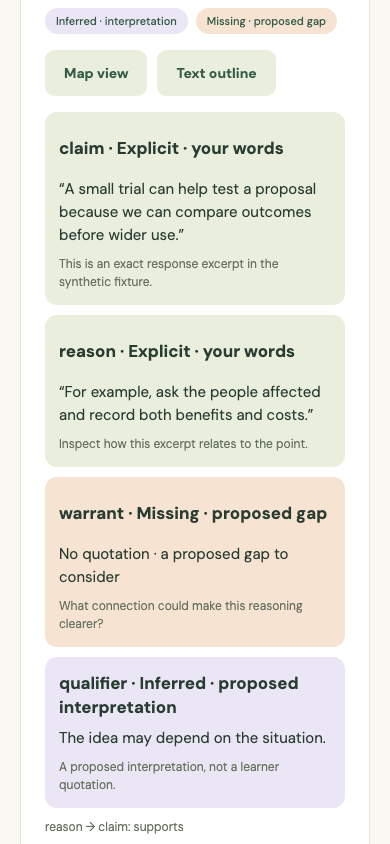 Inferred · interpretation
Missing · proposed gap
Map view
Text outline
claim · Explicit · your words
“A small trial can help test a proposal
because we can compare outcomes
before wider use.”
This is an exact response excerpt in the
synthetic fixture.
reason · Explicit · your words
“For example, ask the people affected
and record both benefits and costs.”
Inspect how this excerpt relates to the point.
warrant · Missing · proposed gap
No quotation · a proposed gap to
consider
What connection could make this reasoning
clearer?
qualifier · Inferred · proposed
interpretation
The idea may depend on the situation.
A proposed interpretation, not a learner
quotation.
reason → claim: supports